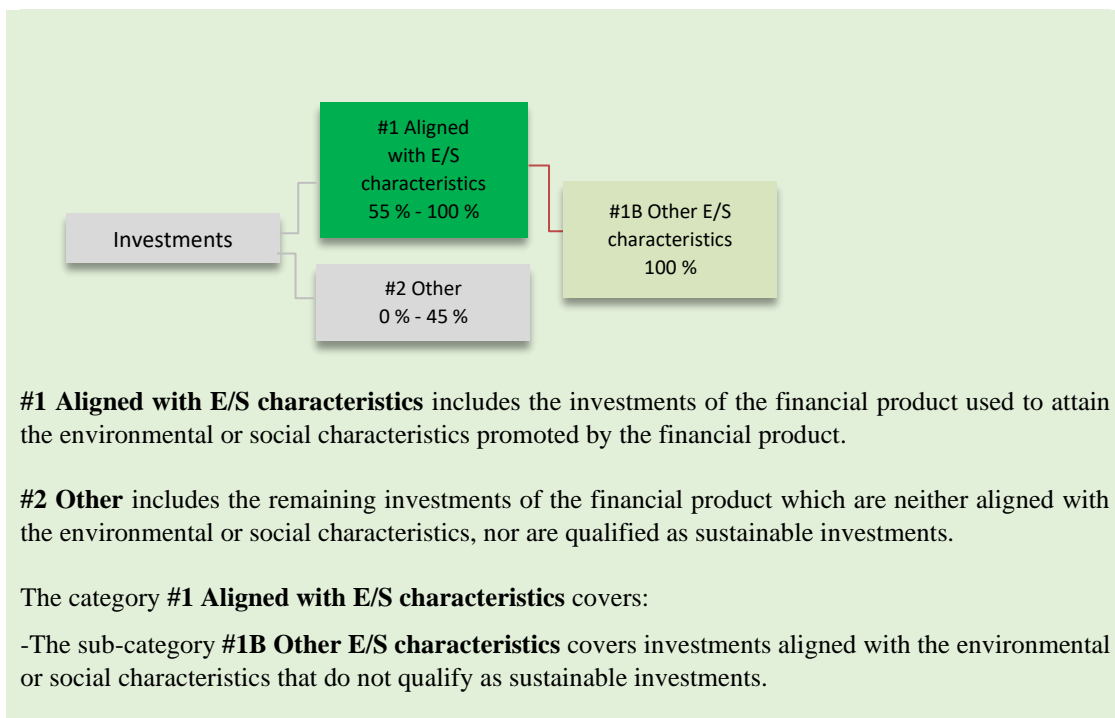 #1 Aligned
with E/S
characteristics
55 % - 100 %
Investments
#1B Other E/S
characteristics
100 %
#2 Other
0 % - 45 %
#1 Aligned with E/S characteristics includes the investments of the financial product used to attain
the environmental or social characteristics promoted by the financial product.
#2 Other includes the remaining investments of the financial product which are neither aligned with
the environmental or social characteristics, nor are qualified as sustainable investments.
The category #1 Aligned with E/S characteristics covers:
-The sub-category #1B Other E/S characteristics covers investments aligned with the environmental
or social characteristics that do not qualify as sustainable investments.